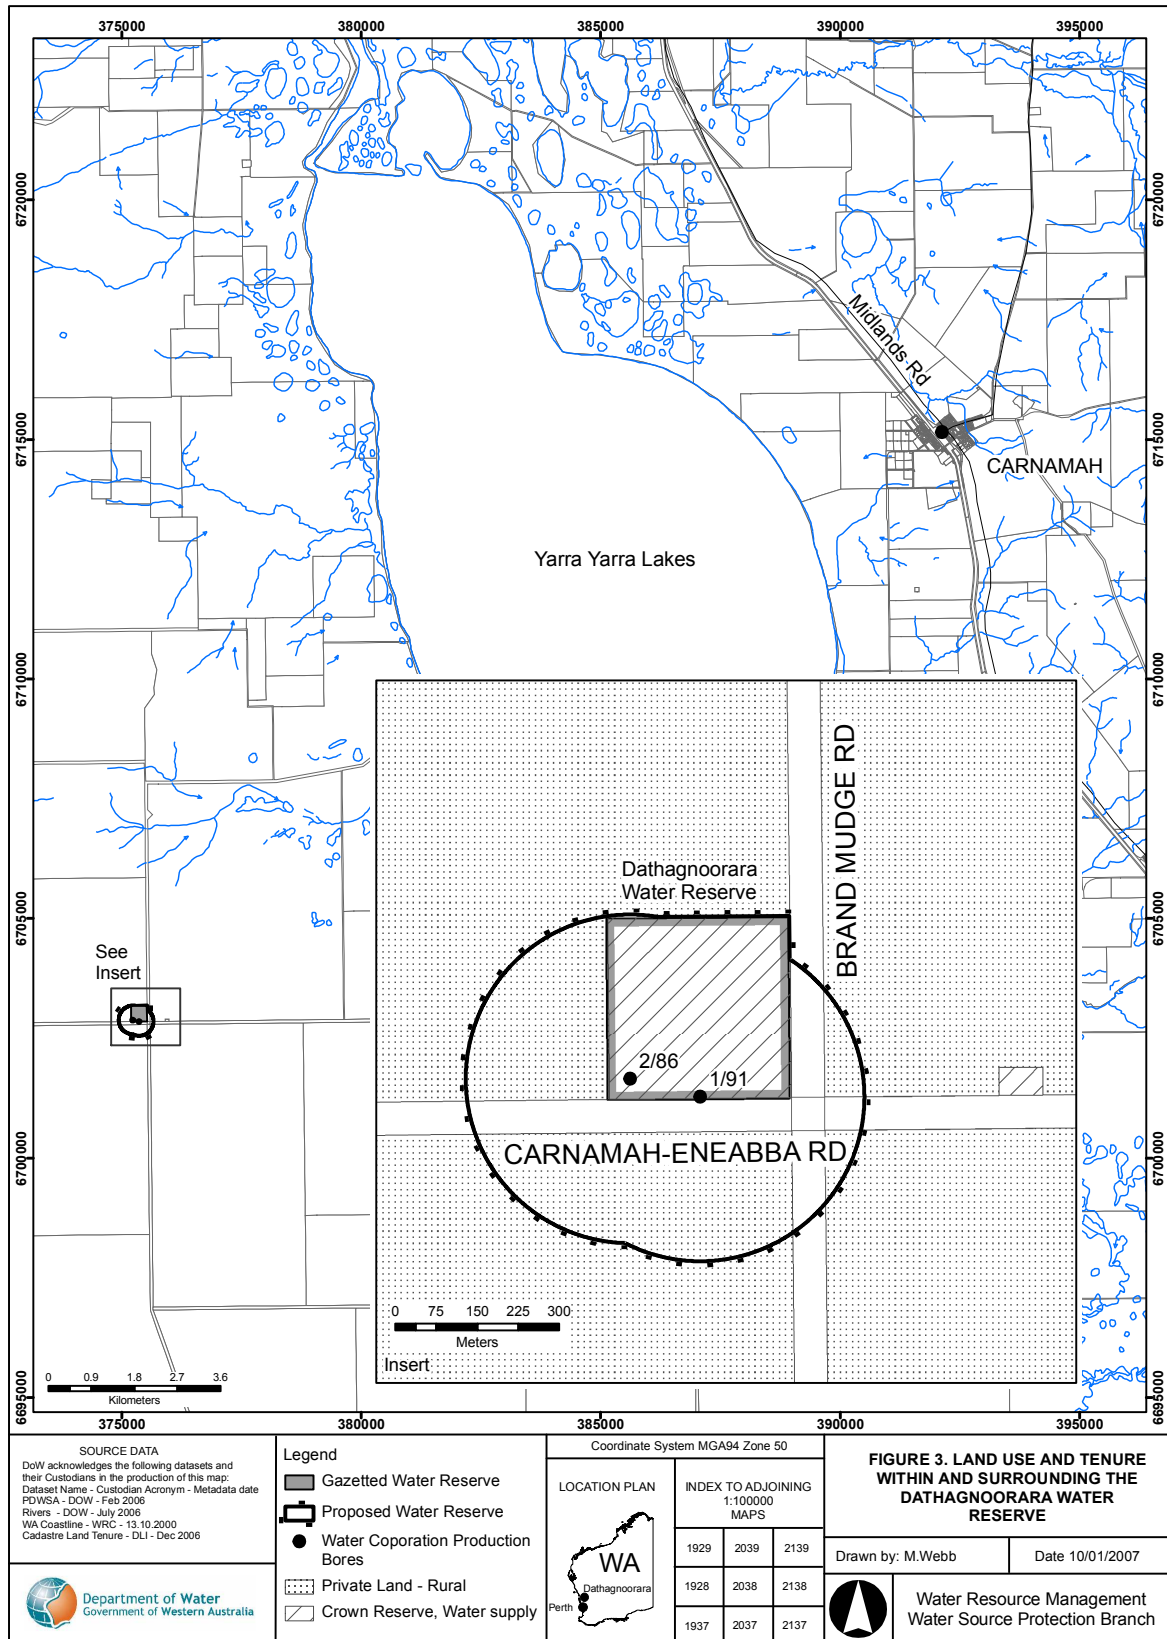 375000
380000
385000
390000
395000
6720000
6720000
Midlands Rd
6715000
6715000
CARNAMAH
Yarra Yarra Lakes
6710000
6710000
BRAND MUDGE RD
Dathagnoorara
Water Reserve
6705000
6705000
See
Insert
2/86
1/91
CARNAMAH-ENEABBA RD
6700000
6700000
0 75 150 225 300
Meters
Insert
0 0.9 1.8 2.7 3.6
Kilometers
6695000
6695000
375000
380000
385000
390000
395000
SOURCE DATA
DoW acknowledges the following datasets and
their Custodians in the production of this map:
Dataset Name - Custodian Acronym - Metadata date
PDWSA - DOW - Feb 2006
Rivers - DOW - July 2006
WA Coastline - WRC - 13.10.2000
Cadastre Land Tenure - DLI - Dec 2006
Department of Water
Government of Western Australia
Legend
Gazetted Water Reserve
Proposed Water Reserve
Water Coporation Production
Bores
Private Land - Rural
Crown Reserve, Water supply
Coordinate System MGA94 Zone 50
LOCATION PLAN
WA
Dathagnoorara
Perth
INDEX TO ADJOINING
1:100000
MAPS
1929 2039 2139
1928 2038 2138
1937 2037 2137
FIGURE 3. LAND USE AND TENURE
WITHIN AND SURROUNDING THE
DATHAGNOORARA WATER
RESERVE
Drawn by: M.Webb
Date 10/01/2007
Water Resource Management
Water Source Protection Branch